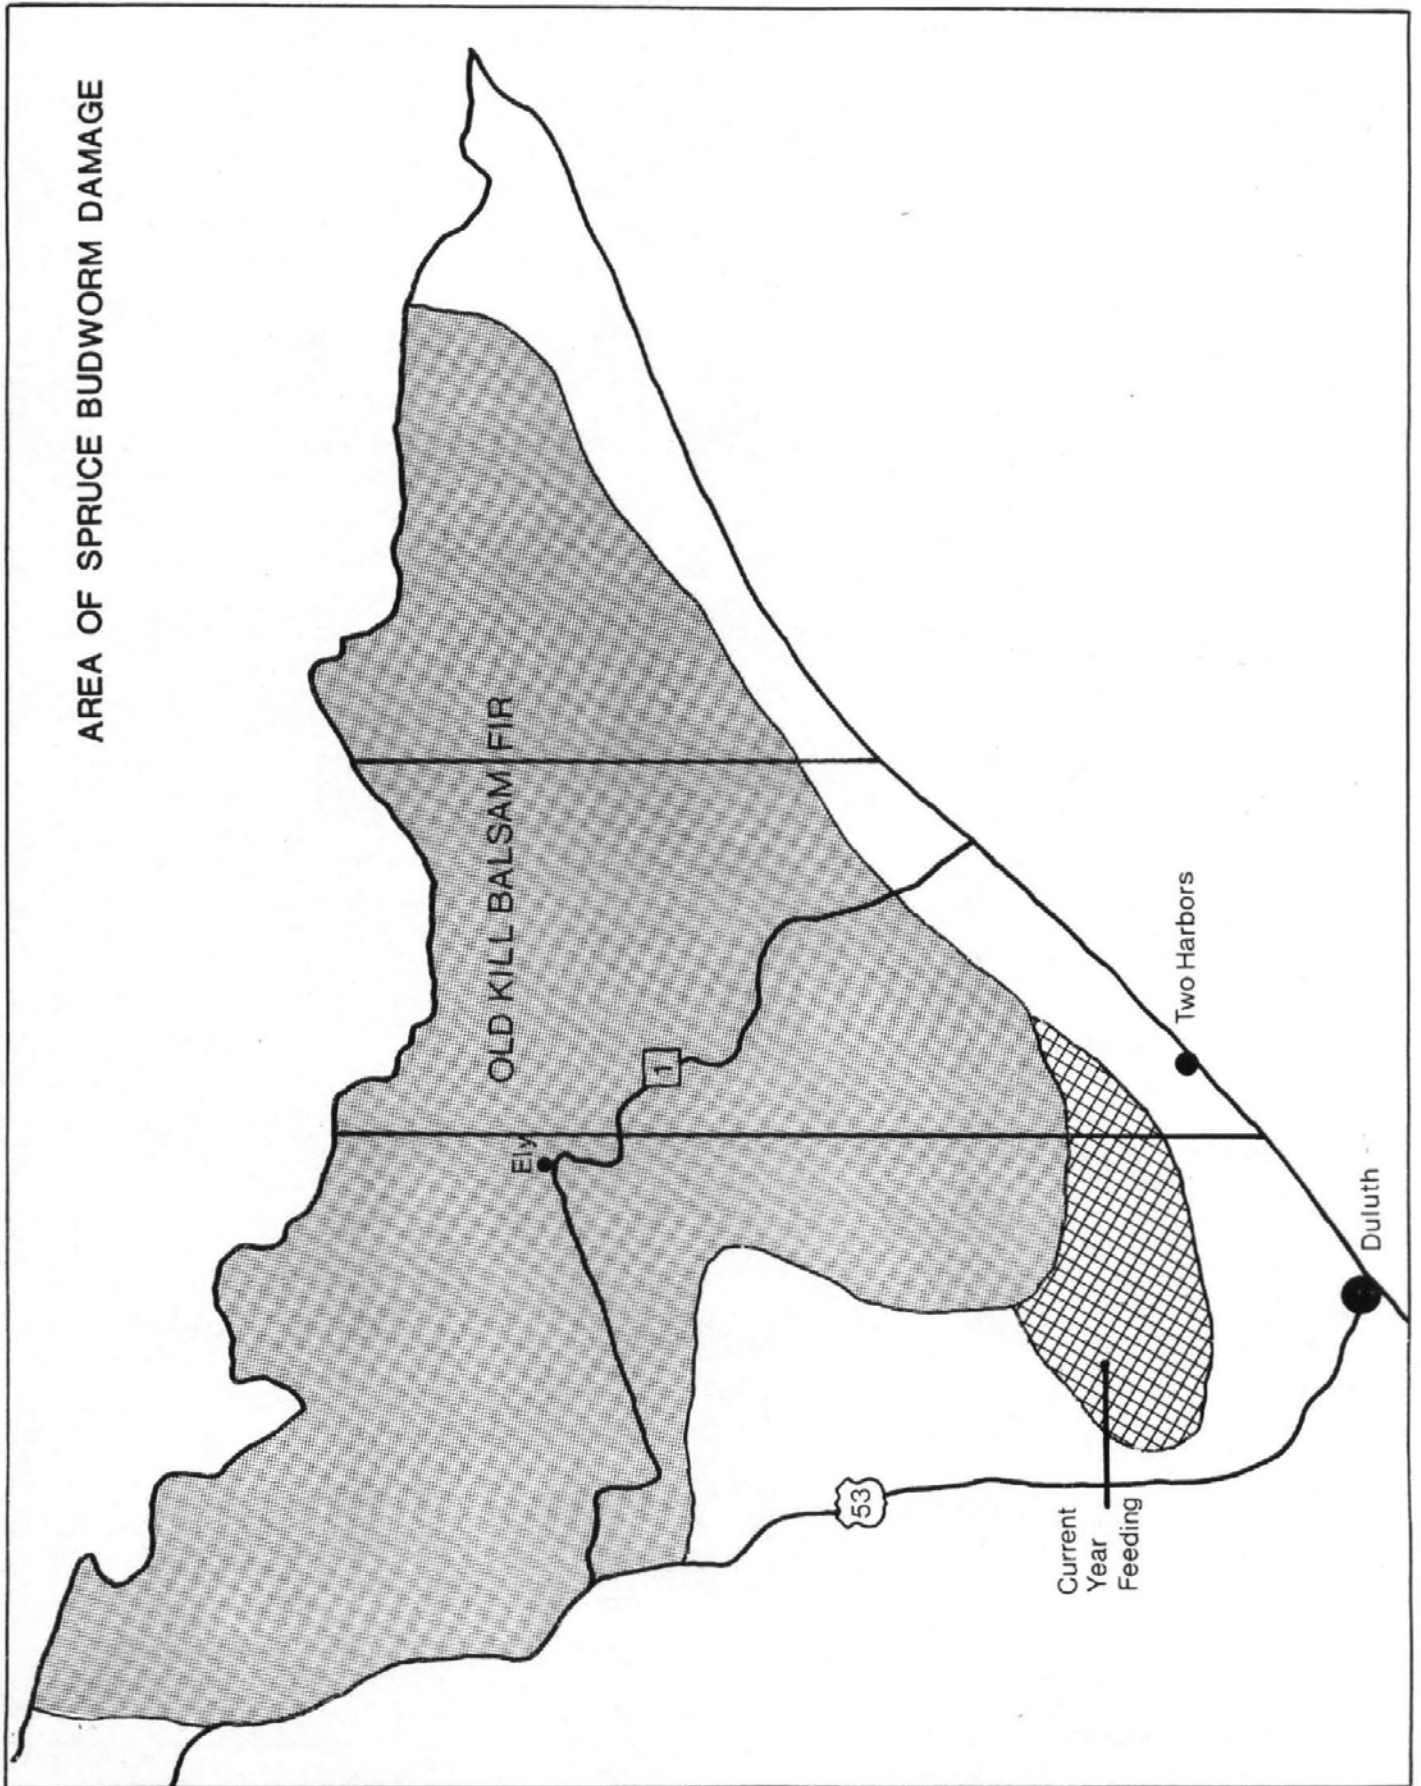 AREA OF SPRUCE BUDWORM DAMAGE
OLD KILL BALSAM FIR
Ely
1
Two Harbors
Duluth
53
Current
Year
Feeding